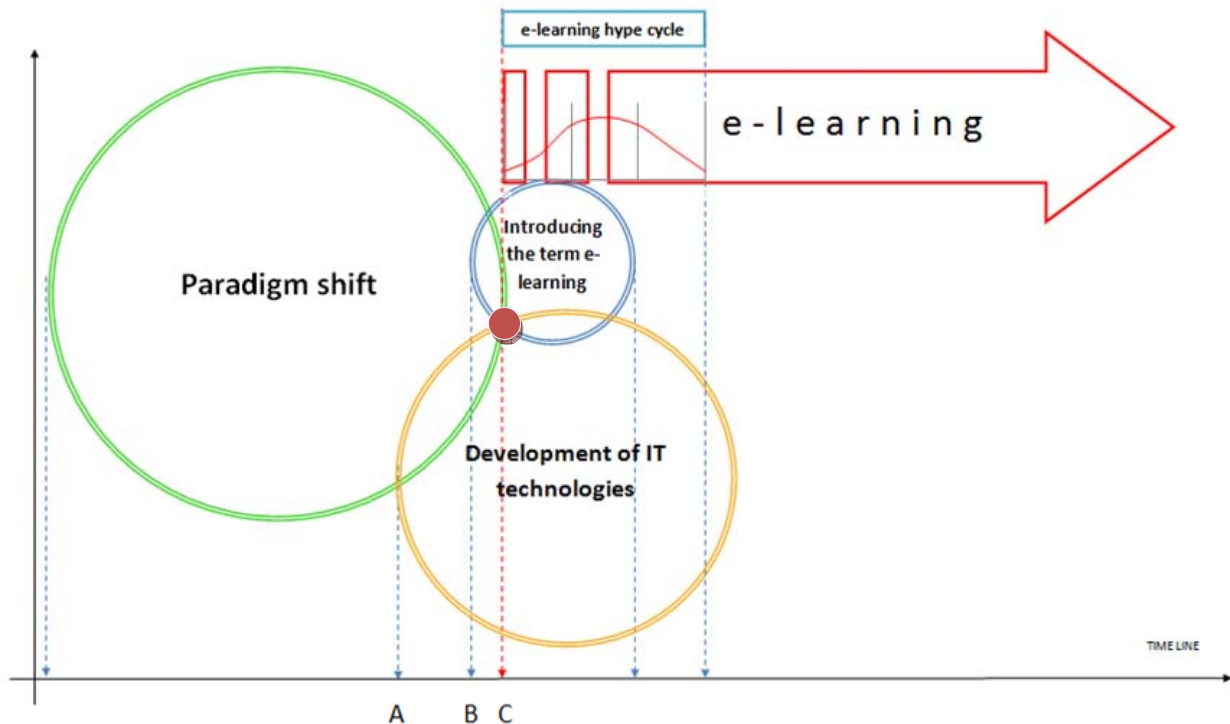 e-learning hype cycle
e-learning
Introducing
the term e-
learning
Paradigm shift
Development of IT
technologies
TIME LINE
A B C